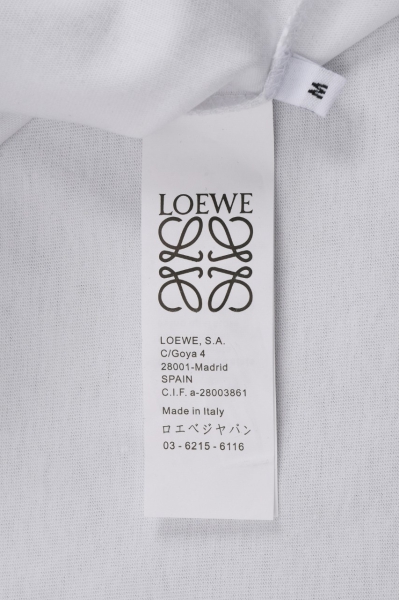 M
LOEWE
LOEWE, S.A.
C/Goya 4
28001-Madrid
SPAIN
C.I.F. a-28003861
Made in Italy
ロエベジャパン
03 - 6215 - 6116